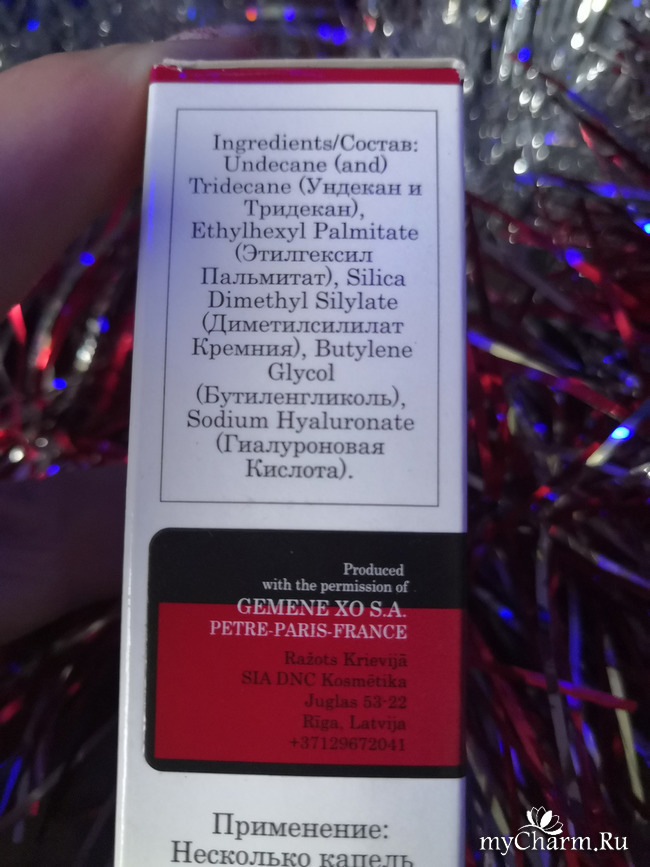 Ingredients/Состав:
Undecane (and)
Tridecane (Ундекан и
Тридекан),
Ethylhexyl Palmitate
(Этилгексил
Пальмитат), Silica
Dimethyl Silylate
(Диметилсилилат
Кремния), Butylene
Glycol
(Бутиленгликоль),
Sodium Hyaluronate
(Гиалуроновая
Кислота).
Produced
with the permission of
GEMENE XO S.A.
PETRE-PARIS-FRANCE
Ražots Krievijā
SIA DNC Kosmētika
Juglas 53-22
Rīga, Latvija
+37129672041
Применение:
Несколько капель
myCharm.Ru